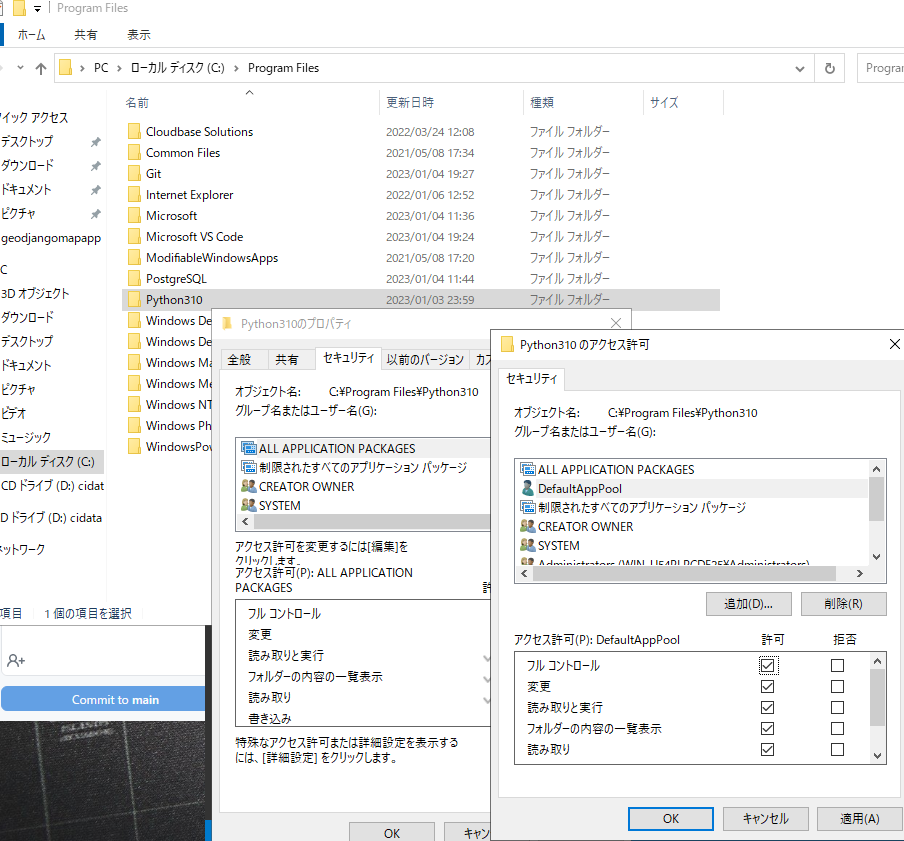 Program Files
ホーム 共有 表示
PC ローカル ディスク (C:) Program Files
名前 更新日時 種類 サイズ
イック アクセス
デスクトップ
ダウンロード
ドキュメント
ピクチャ
geodjangomapapp
C
3D オブジェクト
ダウンロード
デスクトップ
ドキュメント
ピクチャ
ビデオ
ミュージック
ローカル ディスク (C:)
CD ドライブ (D:) cidat
D ドライブ (D:) cidata
ネットワーク
Cloudbase Solutions 2022/03/24 12:08 ファイル フォルダー
Common Files 2021/05/08 17:34 ファイル フォルダー
Git 2023/01/04 19:27 ファイル フォルダー
Internet Explorer 2022/01/06 12:52 ファイル フォルダー
Microsoft 2023/01/04 11:36 ファイル フォルダー
Microsoft VS Code 2023/01/04 19:24 ファイル フォルダー
ModifiableWindowsApps 2021/05/08 17:20 ファイル フォルダー
PostgreSQL 2023/01/04 11:44 ファイル フォルダー
Python310 2023/01/03 23:59 ファイル フォルダー
Windows De
Windows De
Windows Ma
Windows Me
Windows NT
Windows Ph
WindowsPov
項目 1 個の項目を選択
Commit to main
Python310のプロパティ
全般 共有 セキュリティ 以前のバージョン カス
オブジェクト名: C:¥Program Files¥Python310
グループ名またはユーザー名(G):
ALL APPLICATION PACKAGES
制限されたすべてのアプリケーション パッケージ
CREATOR OWNER
SYSTEM
アクセス許可を変更するには[編集]を
クリックします。
アクセス許可(P): ALL APPLICATION
PACKAGES 許
フル コントロール
変更
読み取りと実行
フォルダーの内容の一覧表示
読み取り
書き込み
特殊なアクセス許可または詳細設定を表示する
には、[詳細設定] をクリックします。
OK キャン
Python310 のアクセス許可
セキュリティ
オブジェクト名: C:¥Program Files¥Python310
グループ名またはユーザー名(G):
ALL APPLICATION PACKAGES
DefaultAppPool
制限されたすべてのアプリケーション パッケージ
CREATOR OWNER
SYSTEM
追加(D)... 削除(R)
アクセス許可(P): DefaultAppPool 許可 拒否
フル コントロール
変更
読み取りと実行
フォルダーの内容の一覧表示
読み取り
OK キャンセル 適用(A)